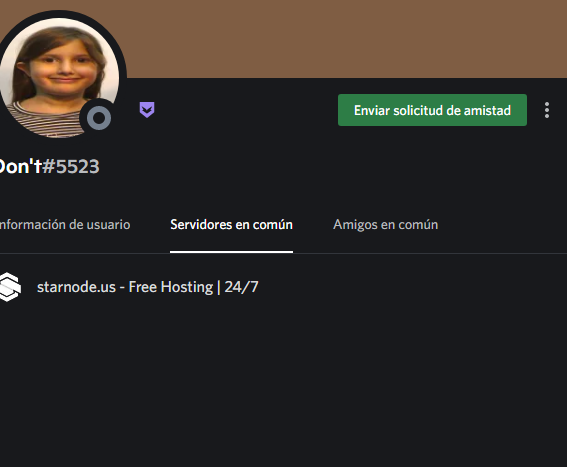 Enviar solicitud de amistad
Don't#5523
nformación de usuario
Servidores en común
Amigos en común
starnode.us - Free Hosting | 24/7